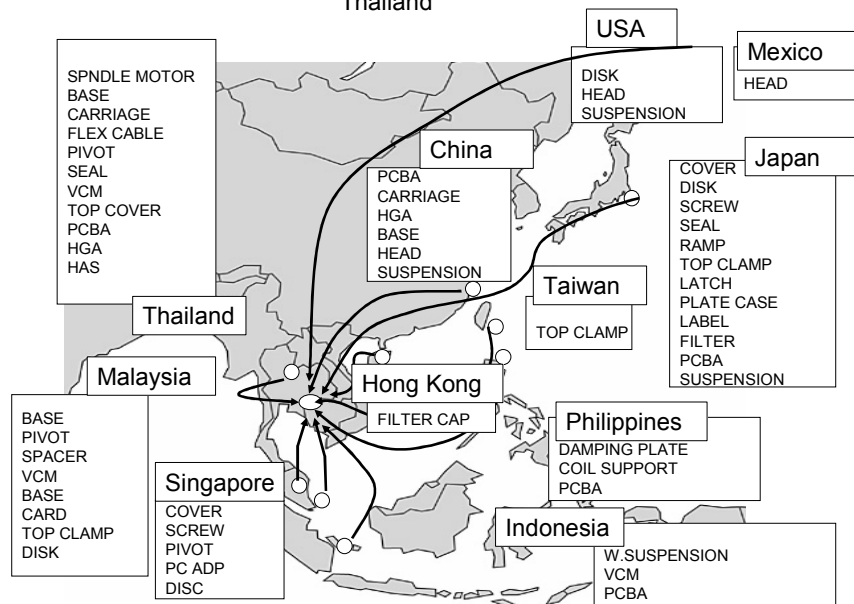 Thailand
USA
DISK
HEAD
SUSPENSION
Mexico
HEAD
SPNDLE MOTOR
BASE
CARRIAGE
FLEX CABLE
PIVOT
SEAL
VCM
TOP COVER
PCBA
HGA
HAS
Thailand
China
PCBA
CARRIAGE
HGA
BASE
HEAD
SUSPENSION
Japan
COVER
DISK
SCREW
SEAL
RAMP
TOP CLAMP
LATCH
PLATE CASE
LABEL
FILTER
PCBA
SUSPENSION
Taiwan
TOP CLAMP
Malaysia
BASE
PIVOT
SPACER
VCM
BASE
CARD
TOP CLAMP
DISK
Hong Kong
FILTER CAP
Philippines
DAMPING PLATE
COIL SUPPORT
PCBA
Singapore
COVER
SCREW
PIVOT
PC ADP
DISC
Indonesia
W.SUSPENSION
VCM
PCBA